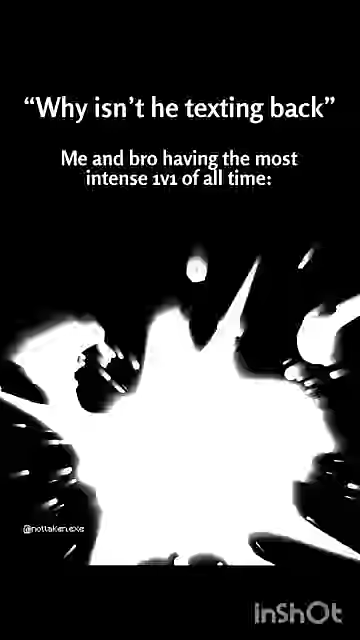 “Why isn’t he texting back”
Me and bro having the most
intense 1v1 of all time:
@nottaken.exe
InShOt